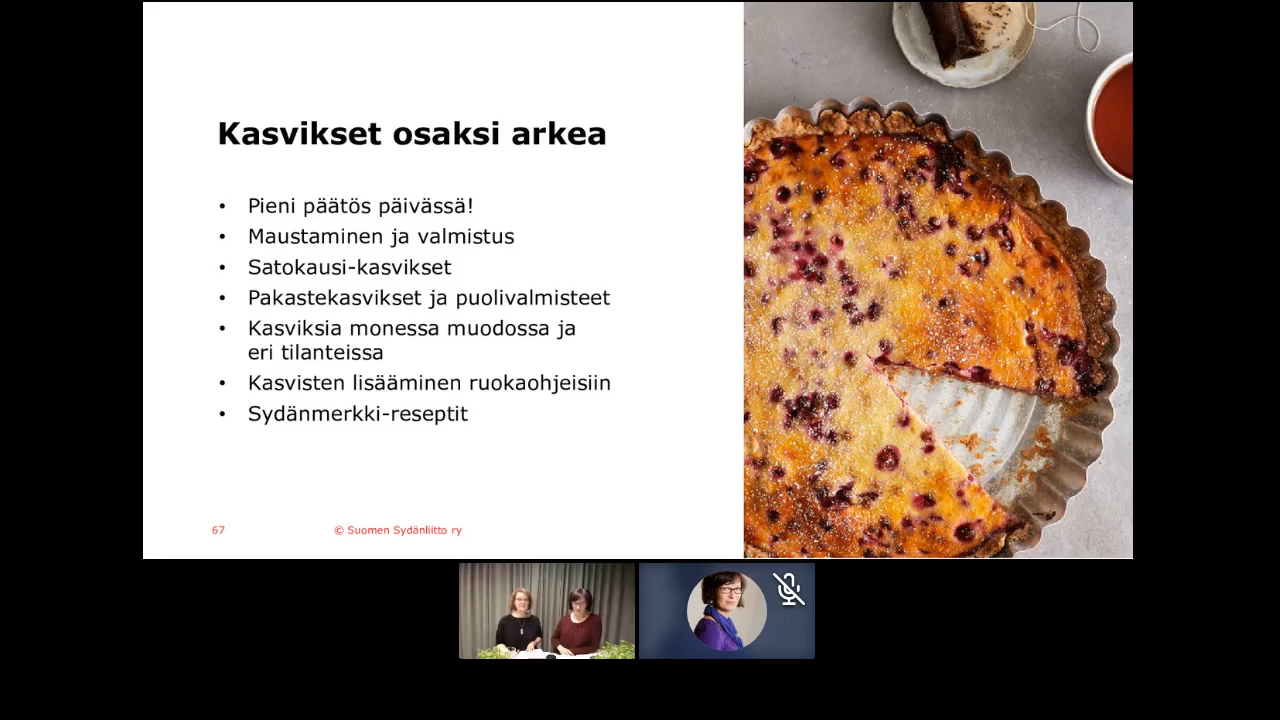 Kasvikset osaksi arkea
• Pieni päätös päivässä!
• Maustaminen ja valmistus
• Satokausi-kasvikset
• Pakastekasvikset ja puolivalmisteet
• Kasviksia monessa muodossa ja
eri tilanteissa
• Kasvisten lisääminen ruokaohjeisiin
• Sydänmerkki-reseptit
67
© Suomen Sydänliitto ry